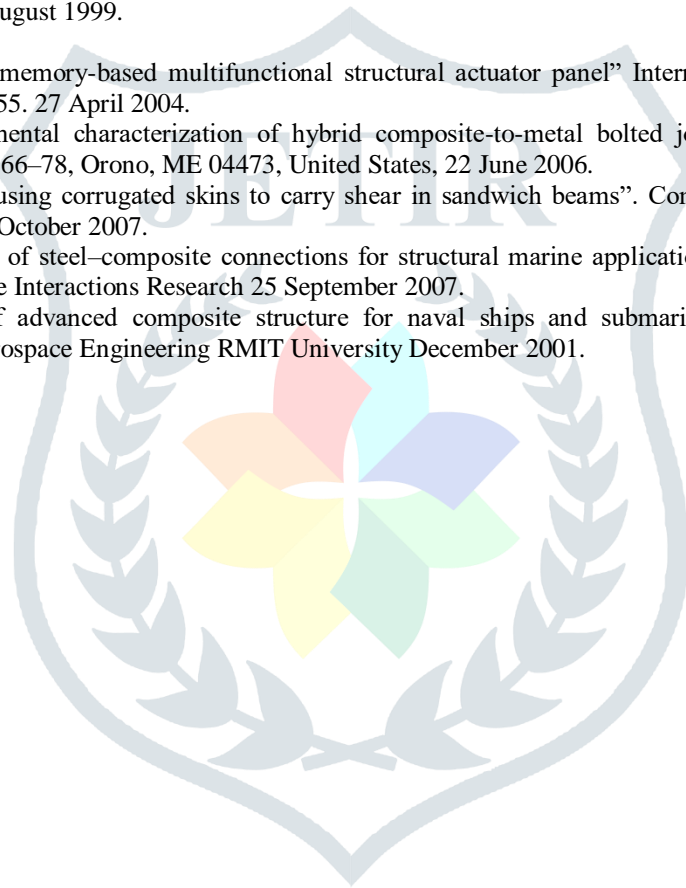 ugust 1999.
memory-based multifunctional structural actuator panel” Intern
55. 27 April 2004.
mental characterization of hybrid composite-to-metal bolted jo
66–78, Orono, ME 04473, United States, 22 June 2006.
JETIR
using corrugated skins to carry shear in sandwich beams”. Con
October 2007.
of steel–composite connections for structural marine applicatio
e Interactions Research 25 September 2007.
f advanced composite structure for naval ships and submari
rospace Engineering RMIT University December 2001.